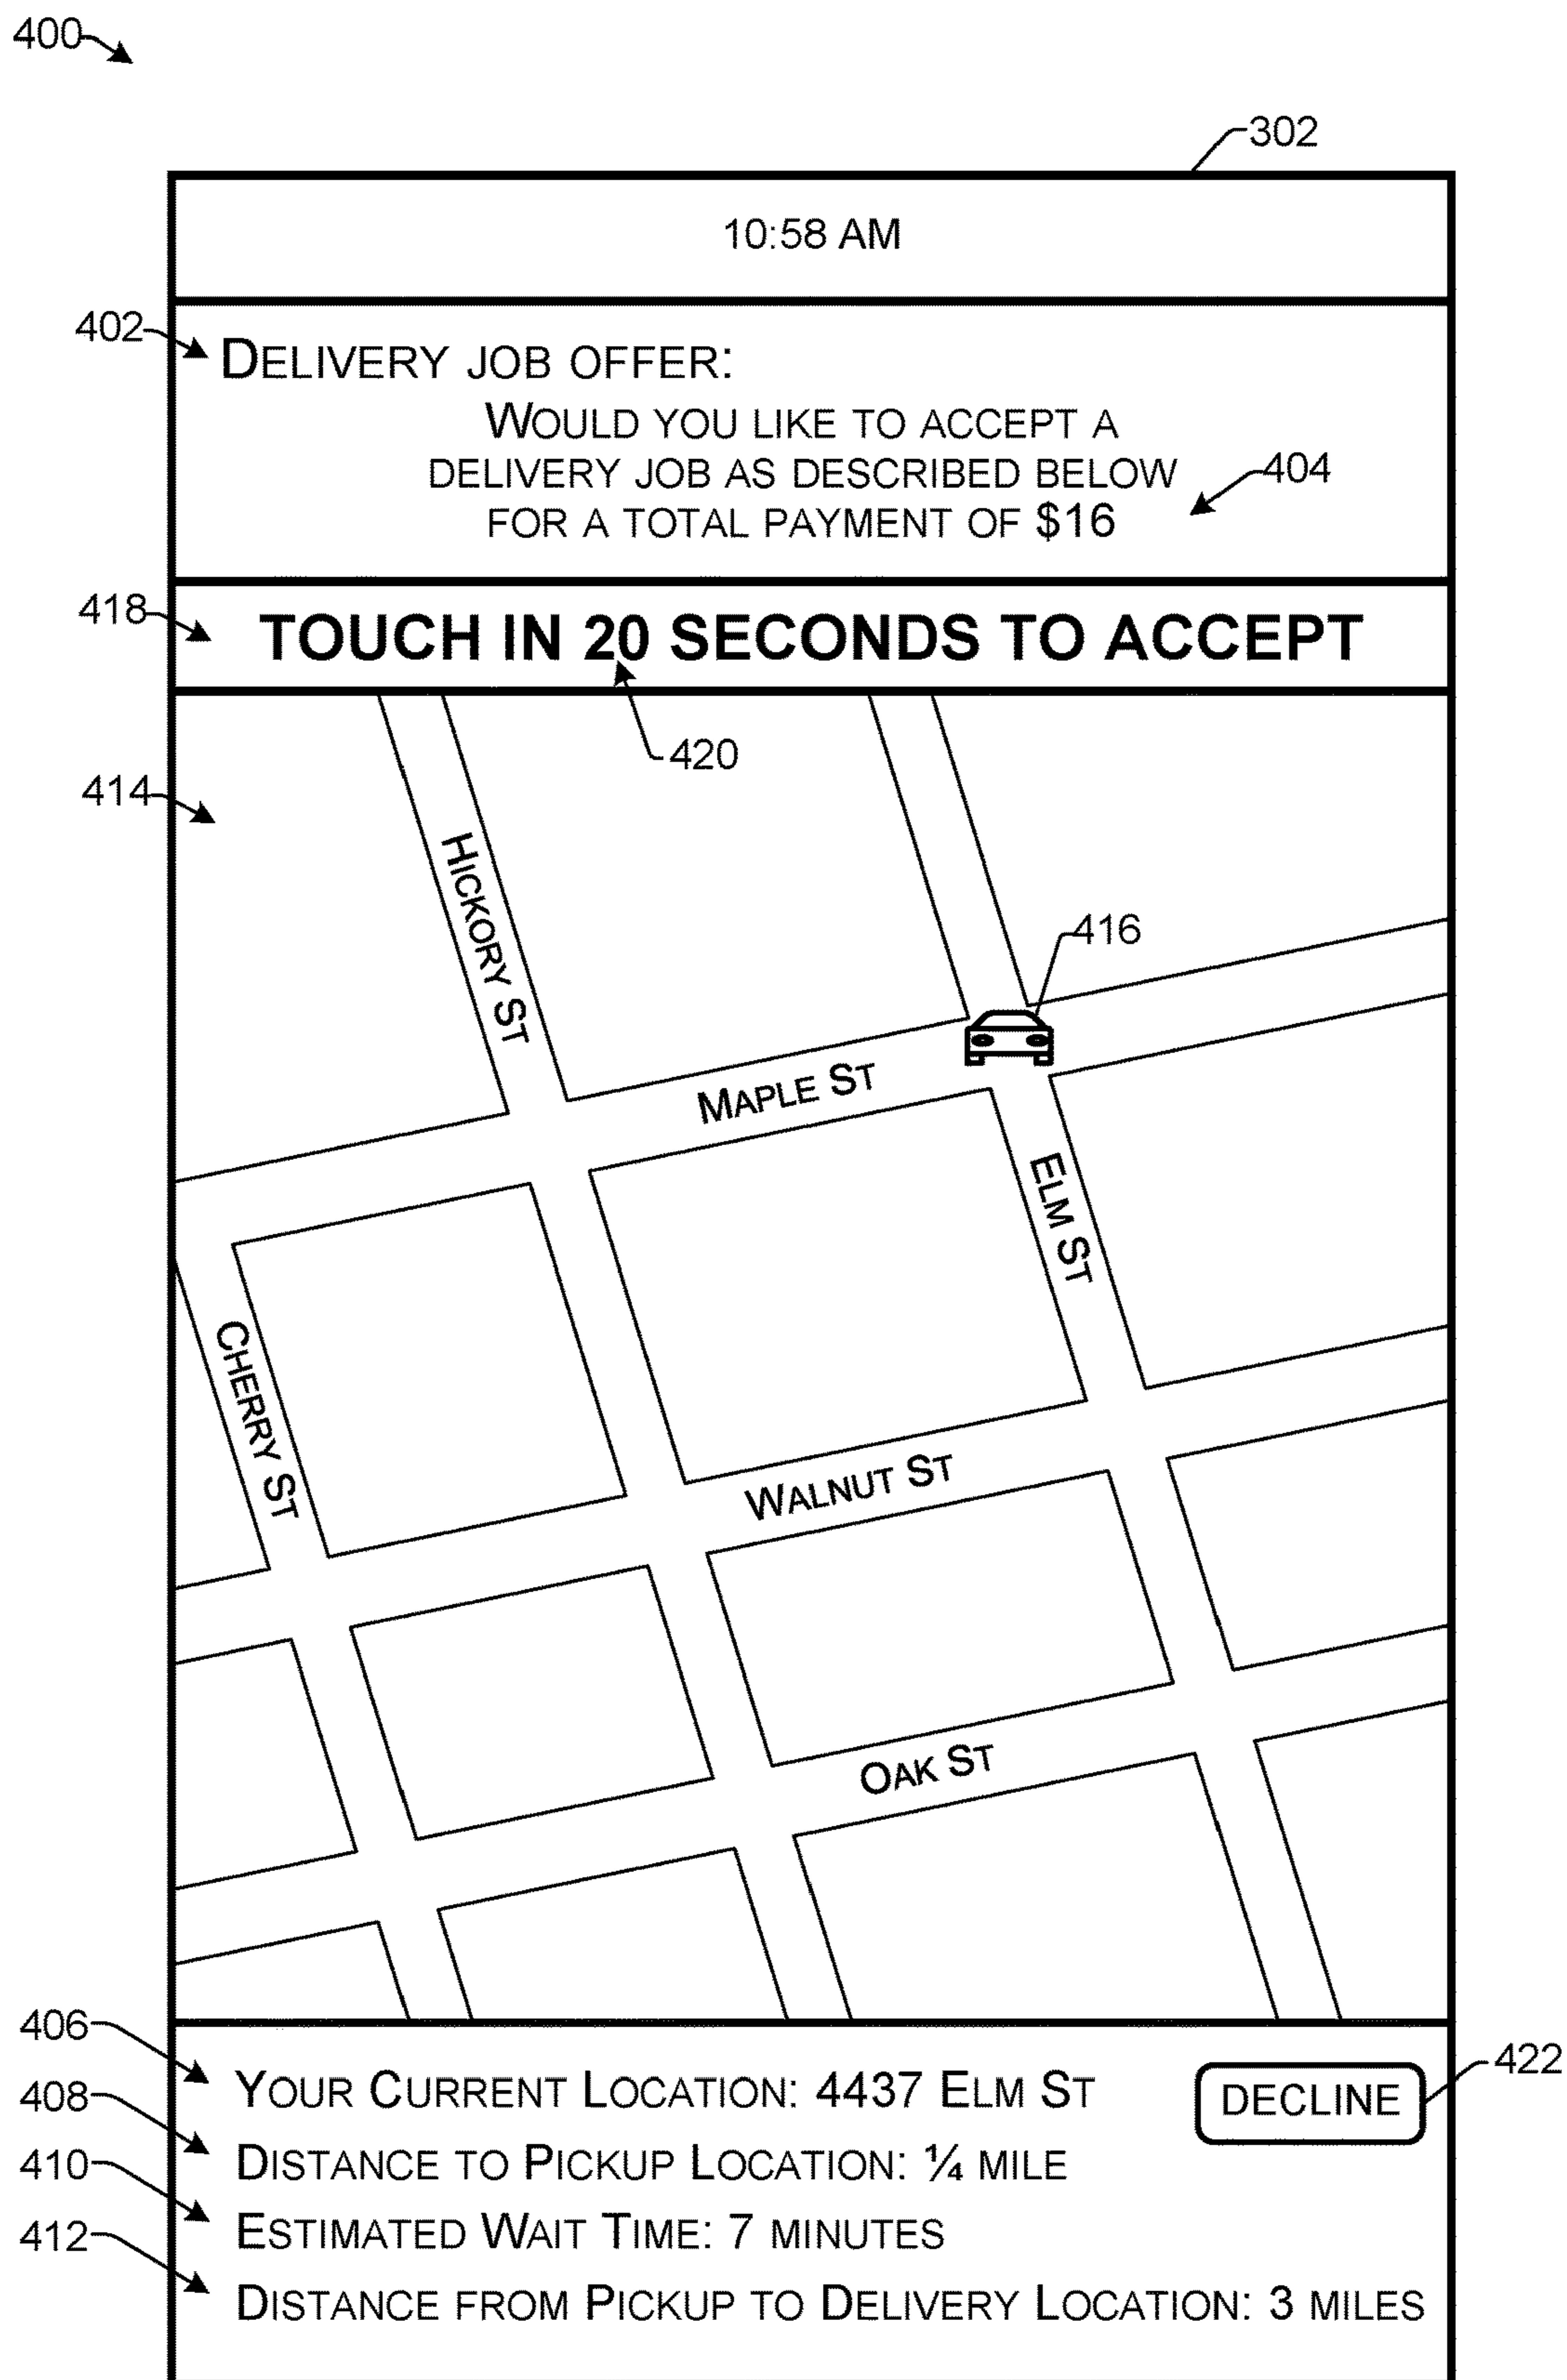 400
302
10:58 AM
402
DELIVERY JOB OFFER:
WOULD YOU LIKE TO ACCEPT A
DELIVERY JOB AS DESCRIBED BELOW
404
FOR A TOTAL PAYMENT OF $16
418
TOUCH IN 20 SECONDS TO ACCEPT
420
414
HICKORY ST
416
MAPLE ST
ELM ST
CHERRY ST
WALNUT ST
OAK ST
406
YOUR CURRENT LOCATION: 4437 ELM ST
DECLINE
422
408
DISTANCE TO PICKUP LOCATION: ¼ MILE
410
ESTIMATED WAIT TIME: 7 MINUTES
412
DISTANCE FROM PICKUP TO DELIVERY LOCATION: 3 MILES